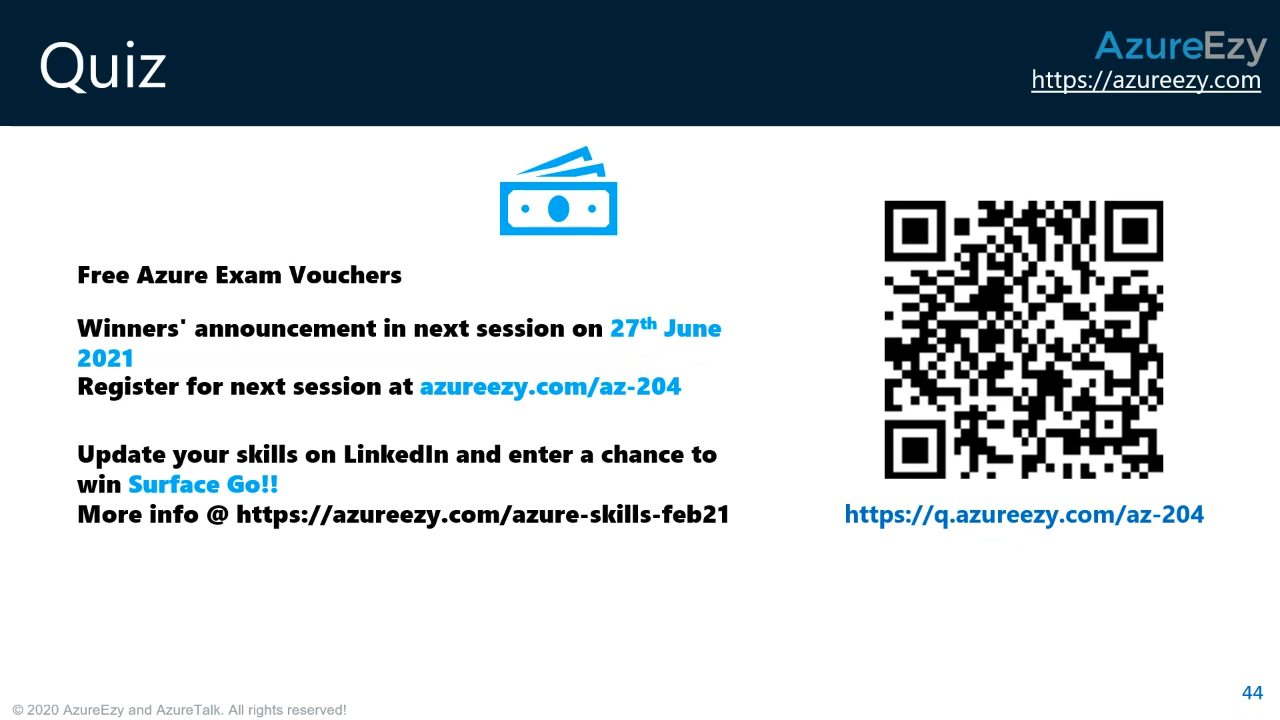 Quiz
AzureEzy
https://azureezy.com
Free Azure Exam Vouchers
Winners' announcement in next session on 27th June
2021
Register for next session at azureezy.com/az-204
Update your skills on LinkedIn and enter a chance to
win Surface Go!!
More info @ https://azureezy.com/azure-skills-feb21
https://q.azureezy.com/az-204
44
© 2020 AzureEzy and AzureTalk. All rights reserved!